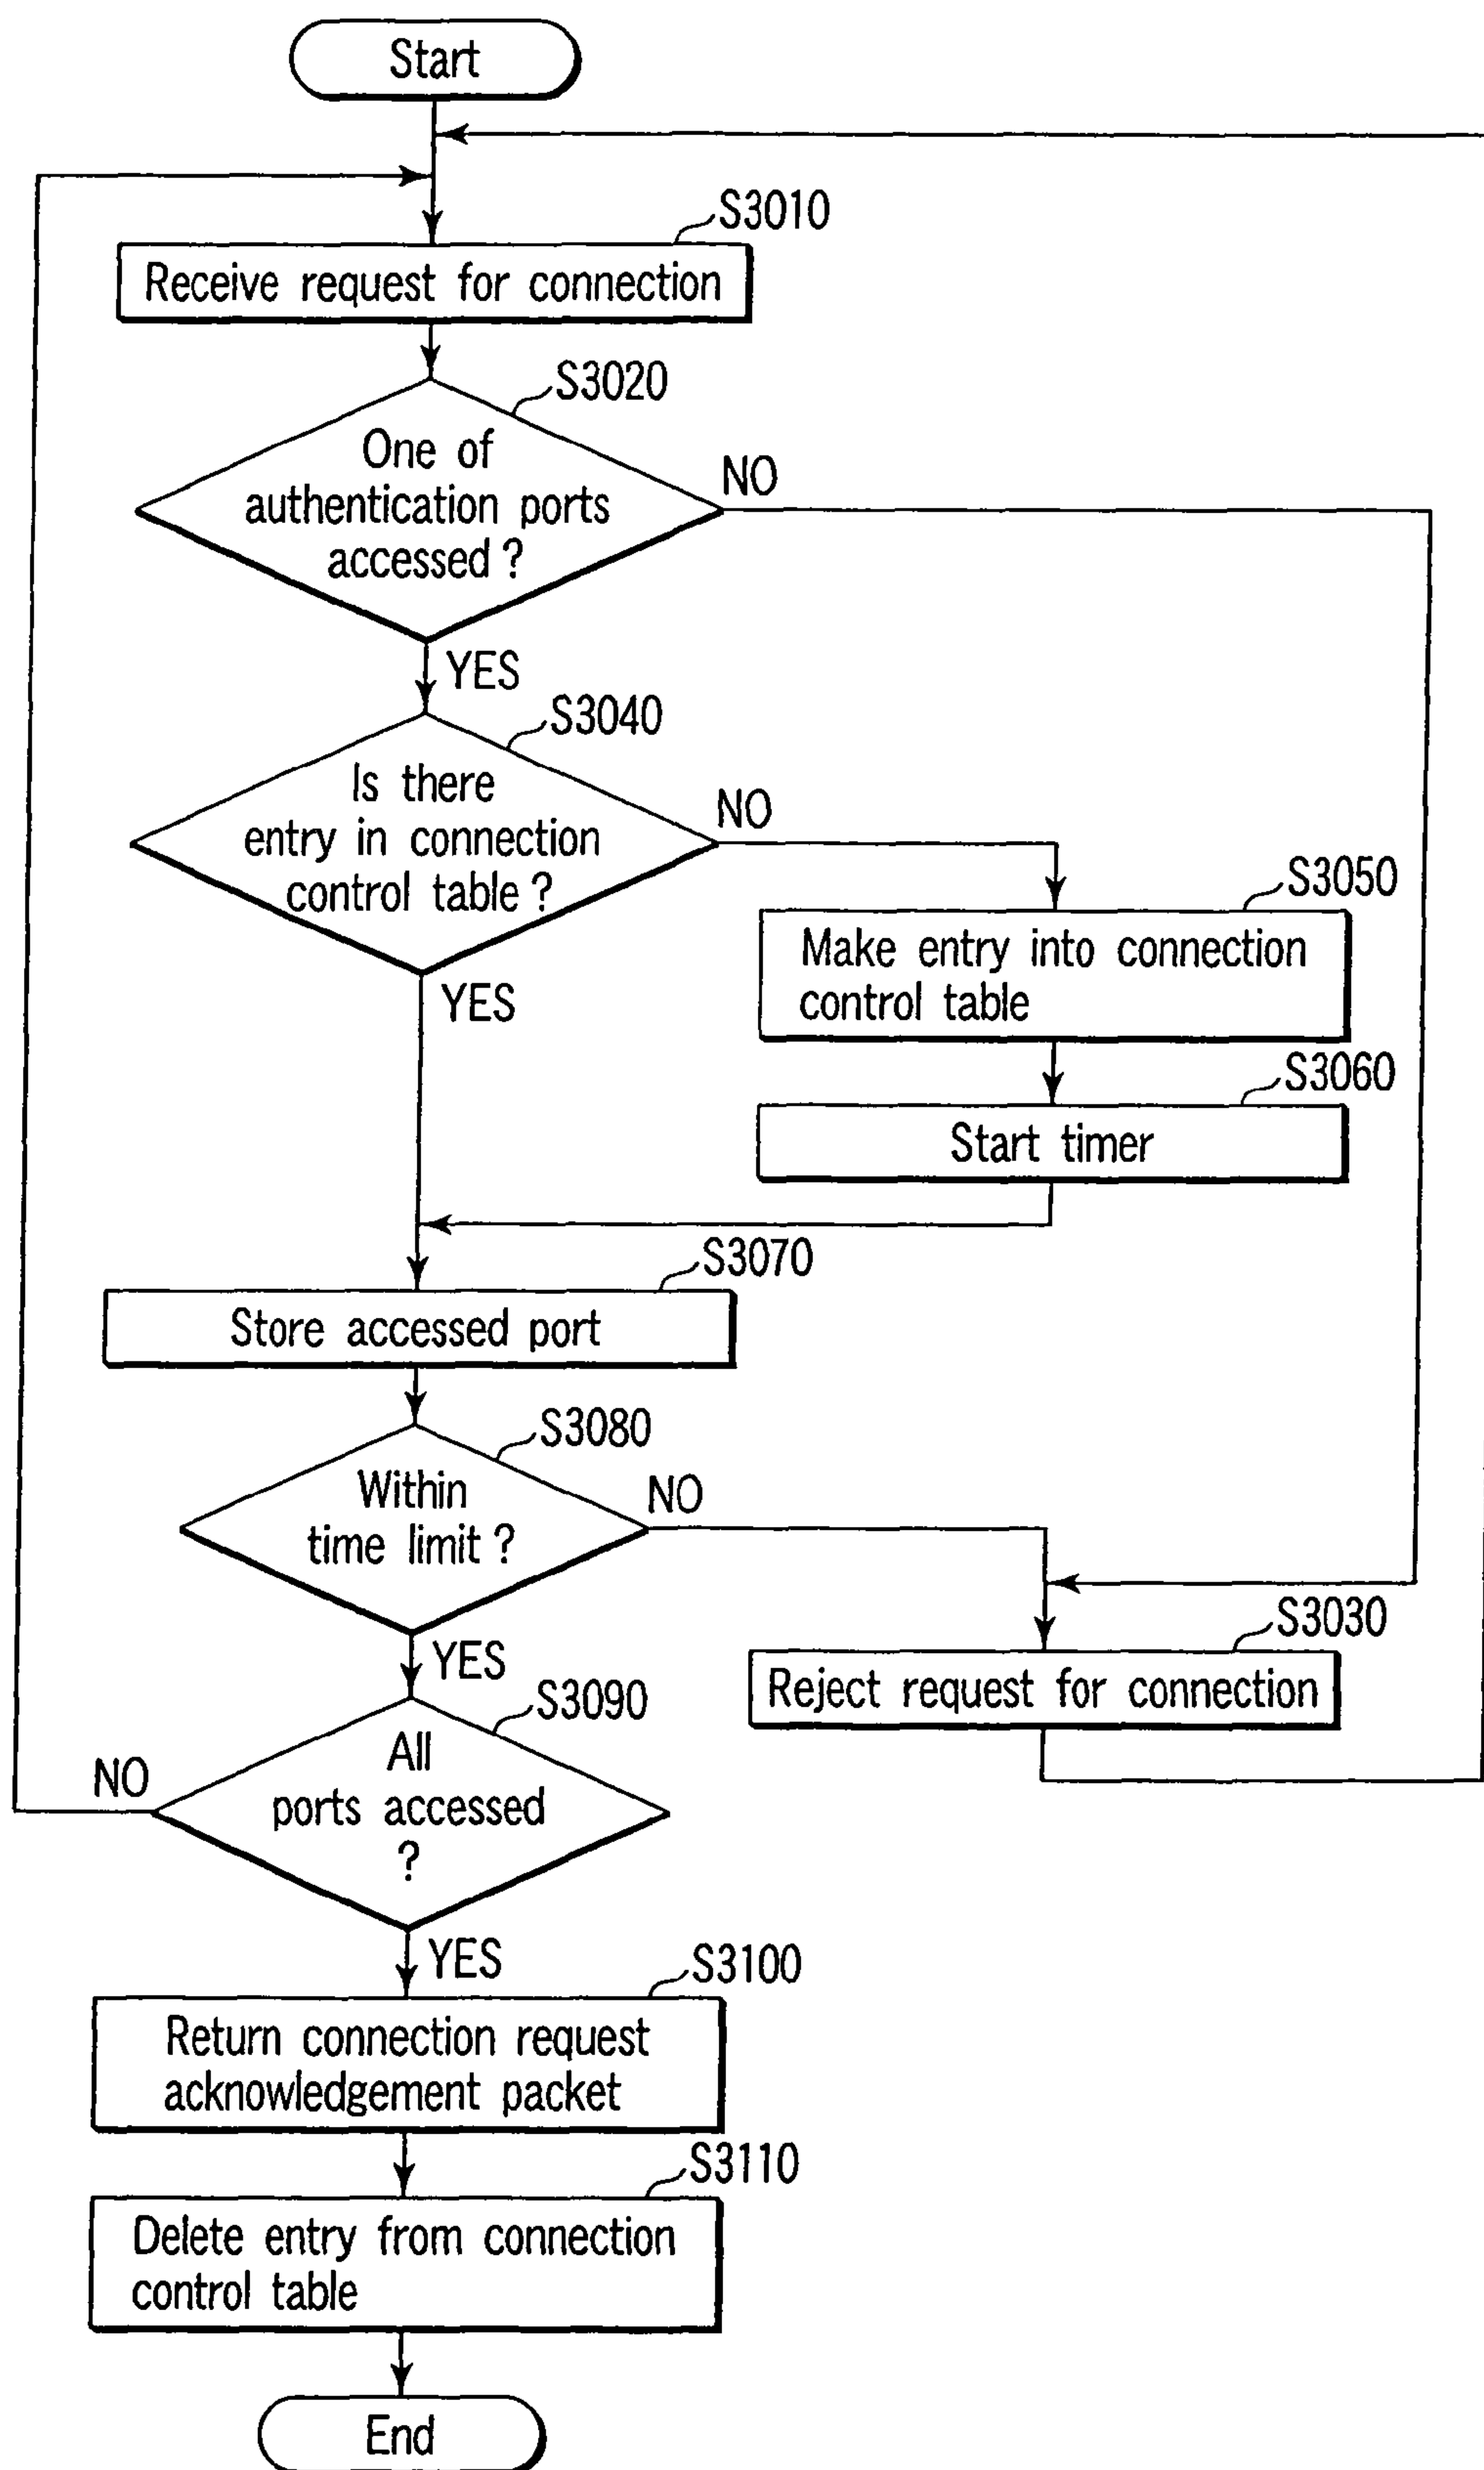 Start
S3010
Receive request for connection
S3020
One of
authentication ports
accessed ?
NO
YES
S3040
Is there
entry in connection
control table ?
NO
YES
S3050
Make entry into connection
control table
S3060
Start timer
S3070
Store accessed port
S3080
Within
time limit ?
NO
YES
S3030
Reject request for connection
S3090
All
ports accessed
?
NO
YES
S3100
Return connection request
acknowledgement packet
S3110
Delete entry from connection
control table
End